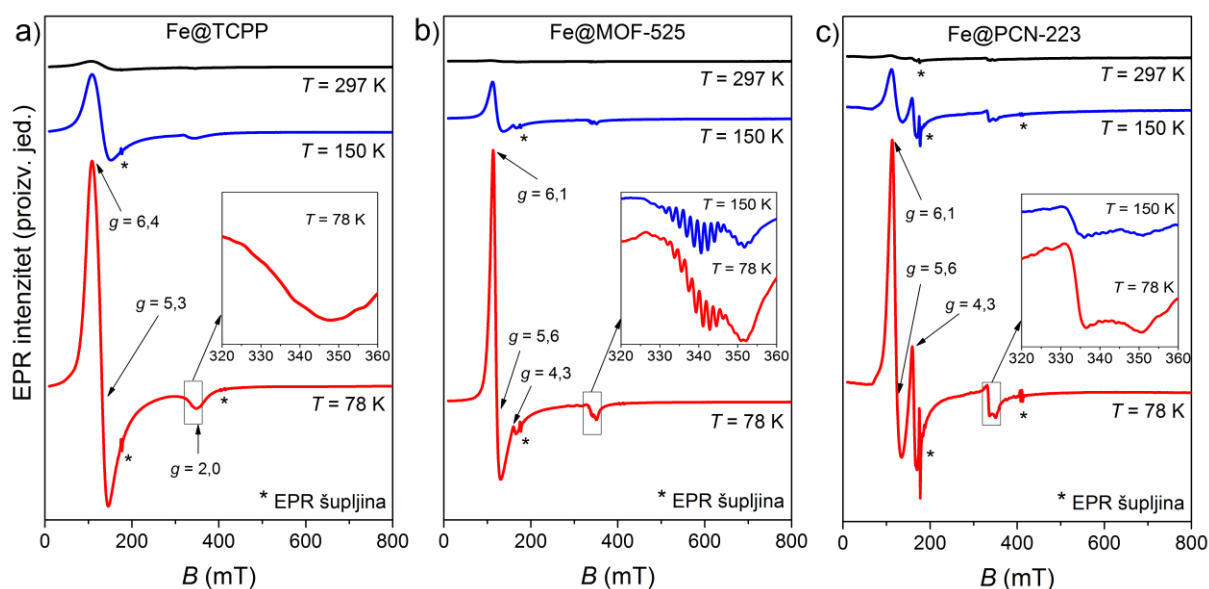 EPR intenzitet (proizv. jed.)
a)
Fe@TCPP
T = 297 K
T = 150 K
*
g = 6,4
T = 78 K
g = 5,3
320 330 340 350 360
*
T = 78 K
*
g = 2,0
* EPR šupljina
0 200 400 600 800
B (mT)
b)
Fe@MOF-525
T = 297 K
T = 150 K
*
g = 6,1
T = 150 K
T = 78 K
g = 5,6
g = 4,3
320 330 340 350 360
*
T = 78 K
* EPR šupljina
0 200 400 600 800
B (mT)
c)
Fe@PCN-223
*
T = 297 K
*
*
T = 150 K
g = 6,1
T = 150 K
g = 5,6
g = 4,3
T = 78 K
320 330 340 350 360
*
*
T = 78 K
* EPR šupljina
0 200 400 600 800
B (mT)